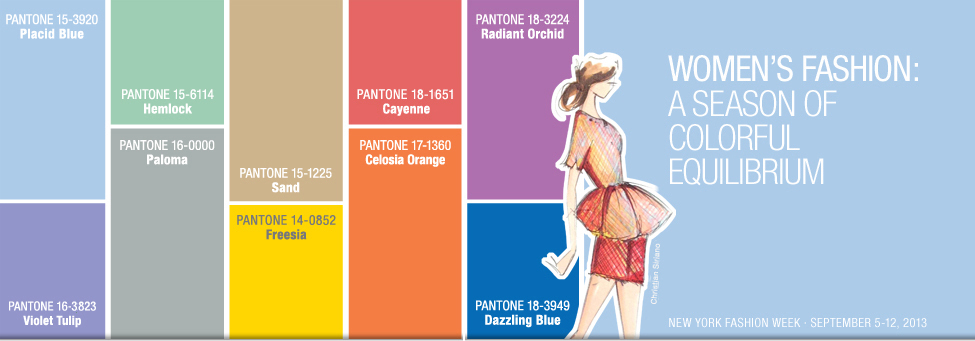 PANTONE 15-3920
Placid Blue
PANTONE 16-3823
Violet Tulip
PANTONE 15-6114
Hemlock
PANTONE 16-0000
Paloma
PANTONE 15-1225
Sand
PANTONE 14-0852
Freesia
PANTONE 18-1651
Cayenne
PANTONE 17-1360
Celosia Orange
PANTONE 18-3224
Radiant Orchid
PANTONE 18-3949
Dazzling Blue
Christian Siriano
WOMEN'S FASHION:
A SEASON OF
COLORFUL
EQUILIBRIUM
NEW YORK FASHION WEEK · SEPTEMBER 5-12, 2013